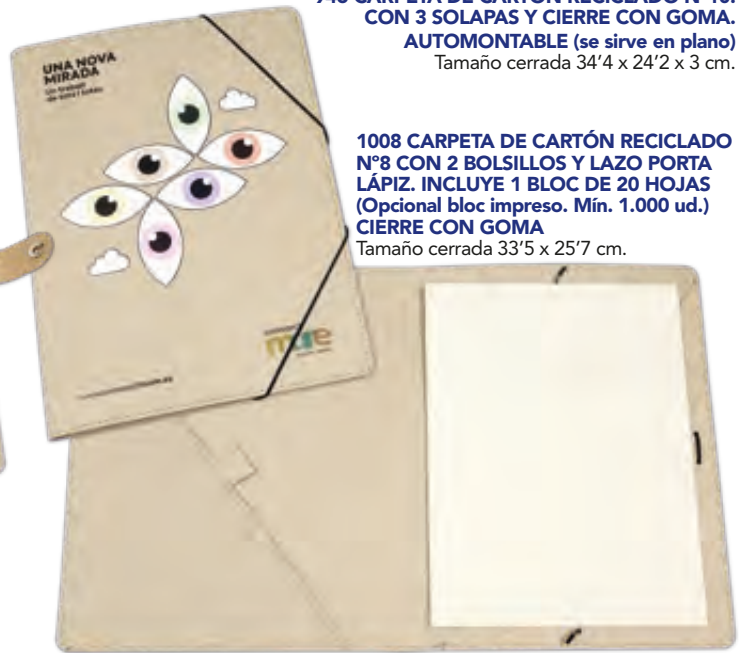 CON 3 SOLAPAS Y CIERRE CON GOMA.
AUTOMONTABLE (se sirve en plano)
Tamaño cerrada 34'4 x 24'2 x 3 cm.
1008 CARPETA DE CARTÓN RECICLADO
Nº8 CON 2 BOLSILLOS Y LAZO PORTA
LÁPIZ. INCLUYE 1 BLOC DE 20 HOJAS
(Opcional bloc impreso. Mín. 1.000 ud.)
CIERRE CON GOMA
Tamaño cerrada 33'5 x 25'7 cm.
UNA NOVA
MIRADA